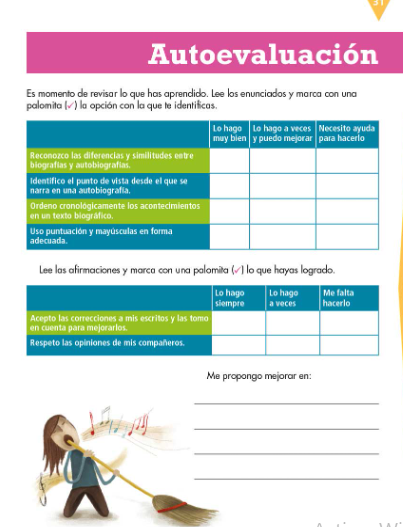 31
Autoevaluación
Es momento de revisar lo que has aprendido. Lee los enunciados y marca con una
palomita (✓) la opción con la que te identificas.
Lo hago muy bien
Lo hago a veces y puedo mejorar
Necesito ayuda para hacerlo
Reconozco las diferencias y similitudes entre
biografías y autobiografías.
Identifico el punto de vista desde el que se
narra en una autobiografía.
Ordeno cronológicamente los acontecimientos
en un texto biográfico.
Uso puntuación y mayúsculas en forma
adecuada.
Lee las afirmaciones y marca con una palomita (✓) lo que hayas logrado.
Lo hago siempre
Lo hago a veces
Me falta hacerlo
Acepto las correcciones a mis escritos y las tomo
en cuenta para mejorarlos.
Respeto las opiniones de mis compañeros.
Me propongo mejorar en: